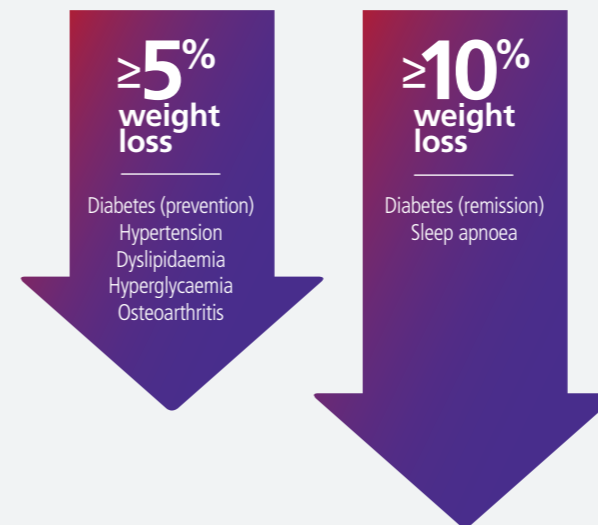 ≥5%
weight
loss
Diabetes (prevention)
Hypertension
Dyslipidaemia
Hyperglycaemia
Osteoarthritis
≥10%
weight
loss
Diabetes (remission)
Sleep apnoea